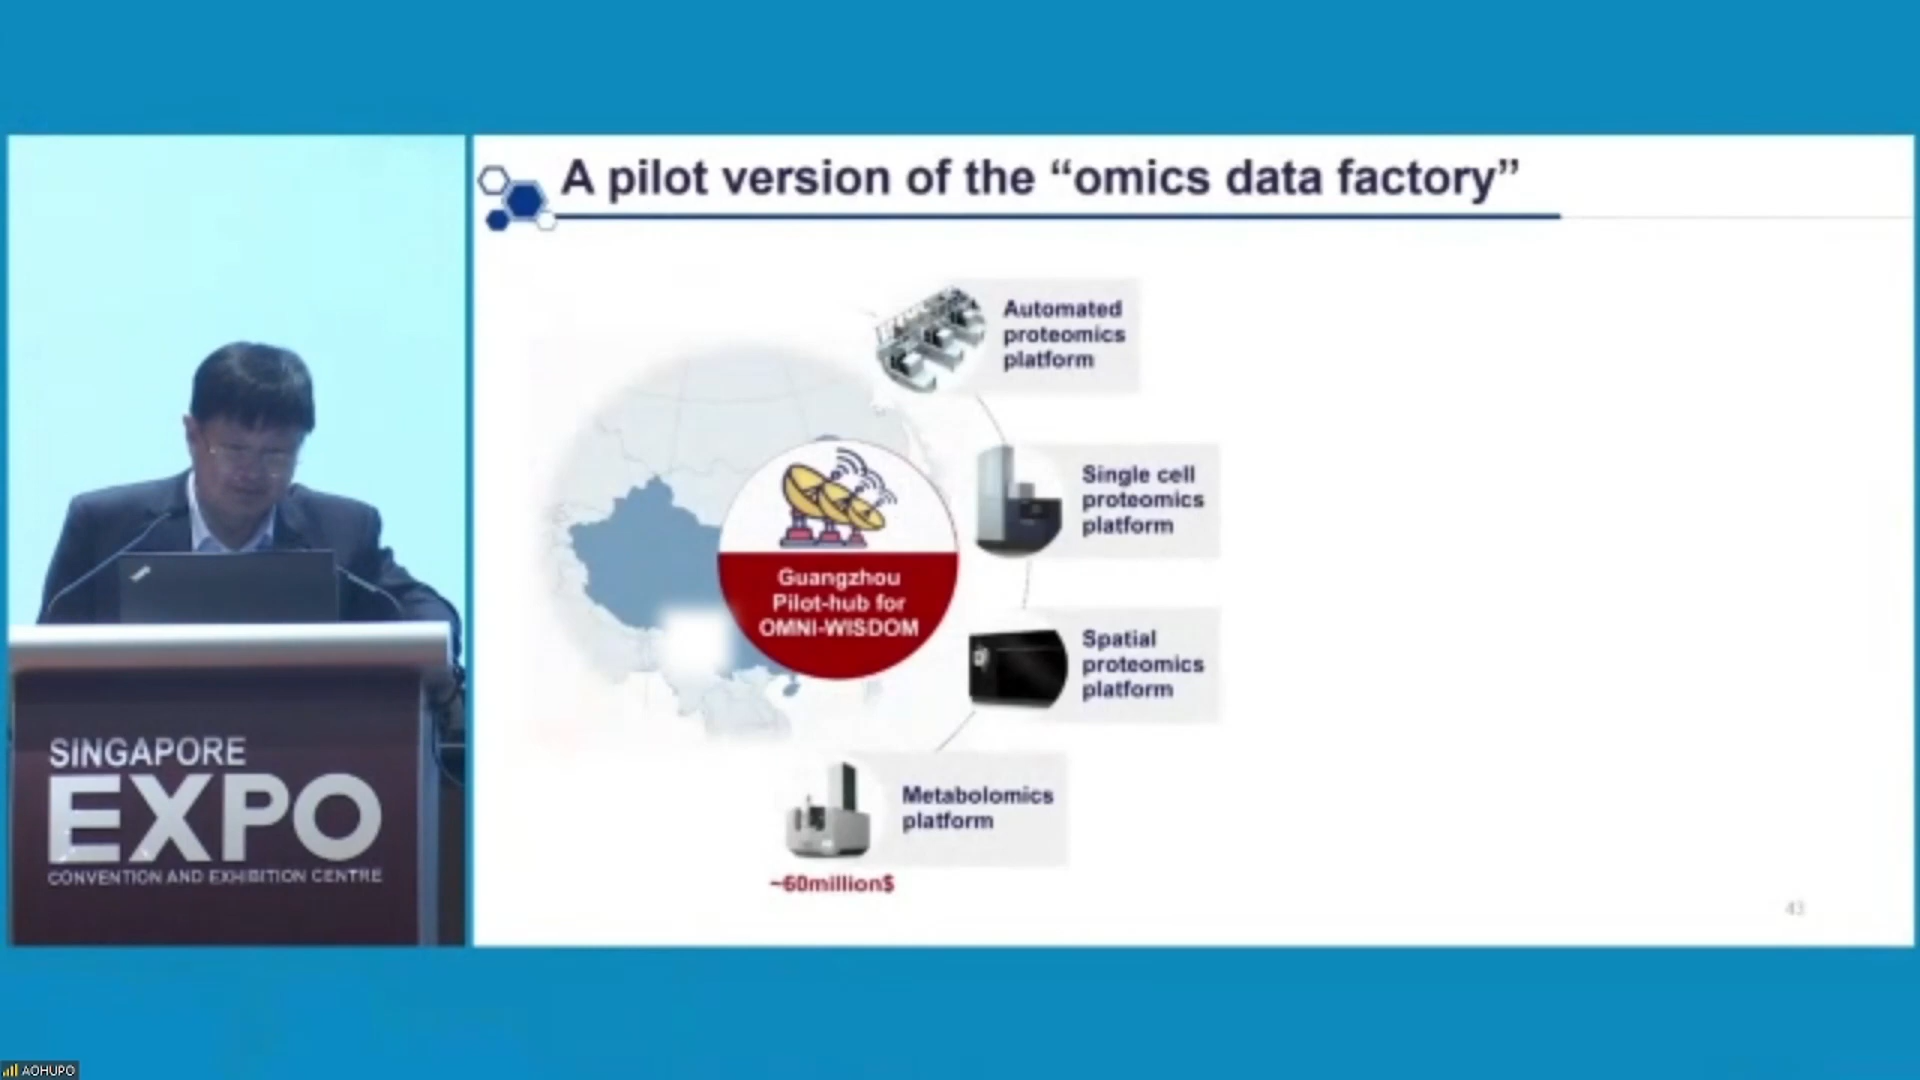 A pilot version of the “omics data factory”
Automated
proteomics
platform
Single cell
proteomics
platform
Guangzhou
Pilot-hub for
OMNI-WISDOM
Spatial
proteomics
platform
Metabolomics
platform
~60million$
43
SINGAPORE
EXPO
CONVENTION AND EXHIBITION CENTRE
AOHUPO